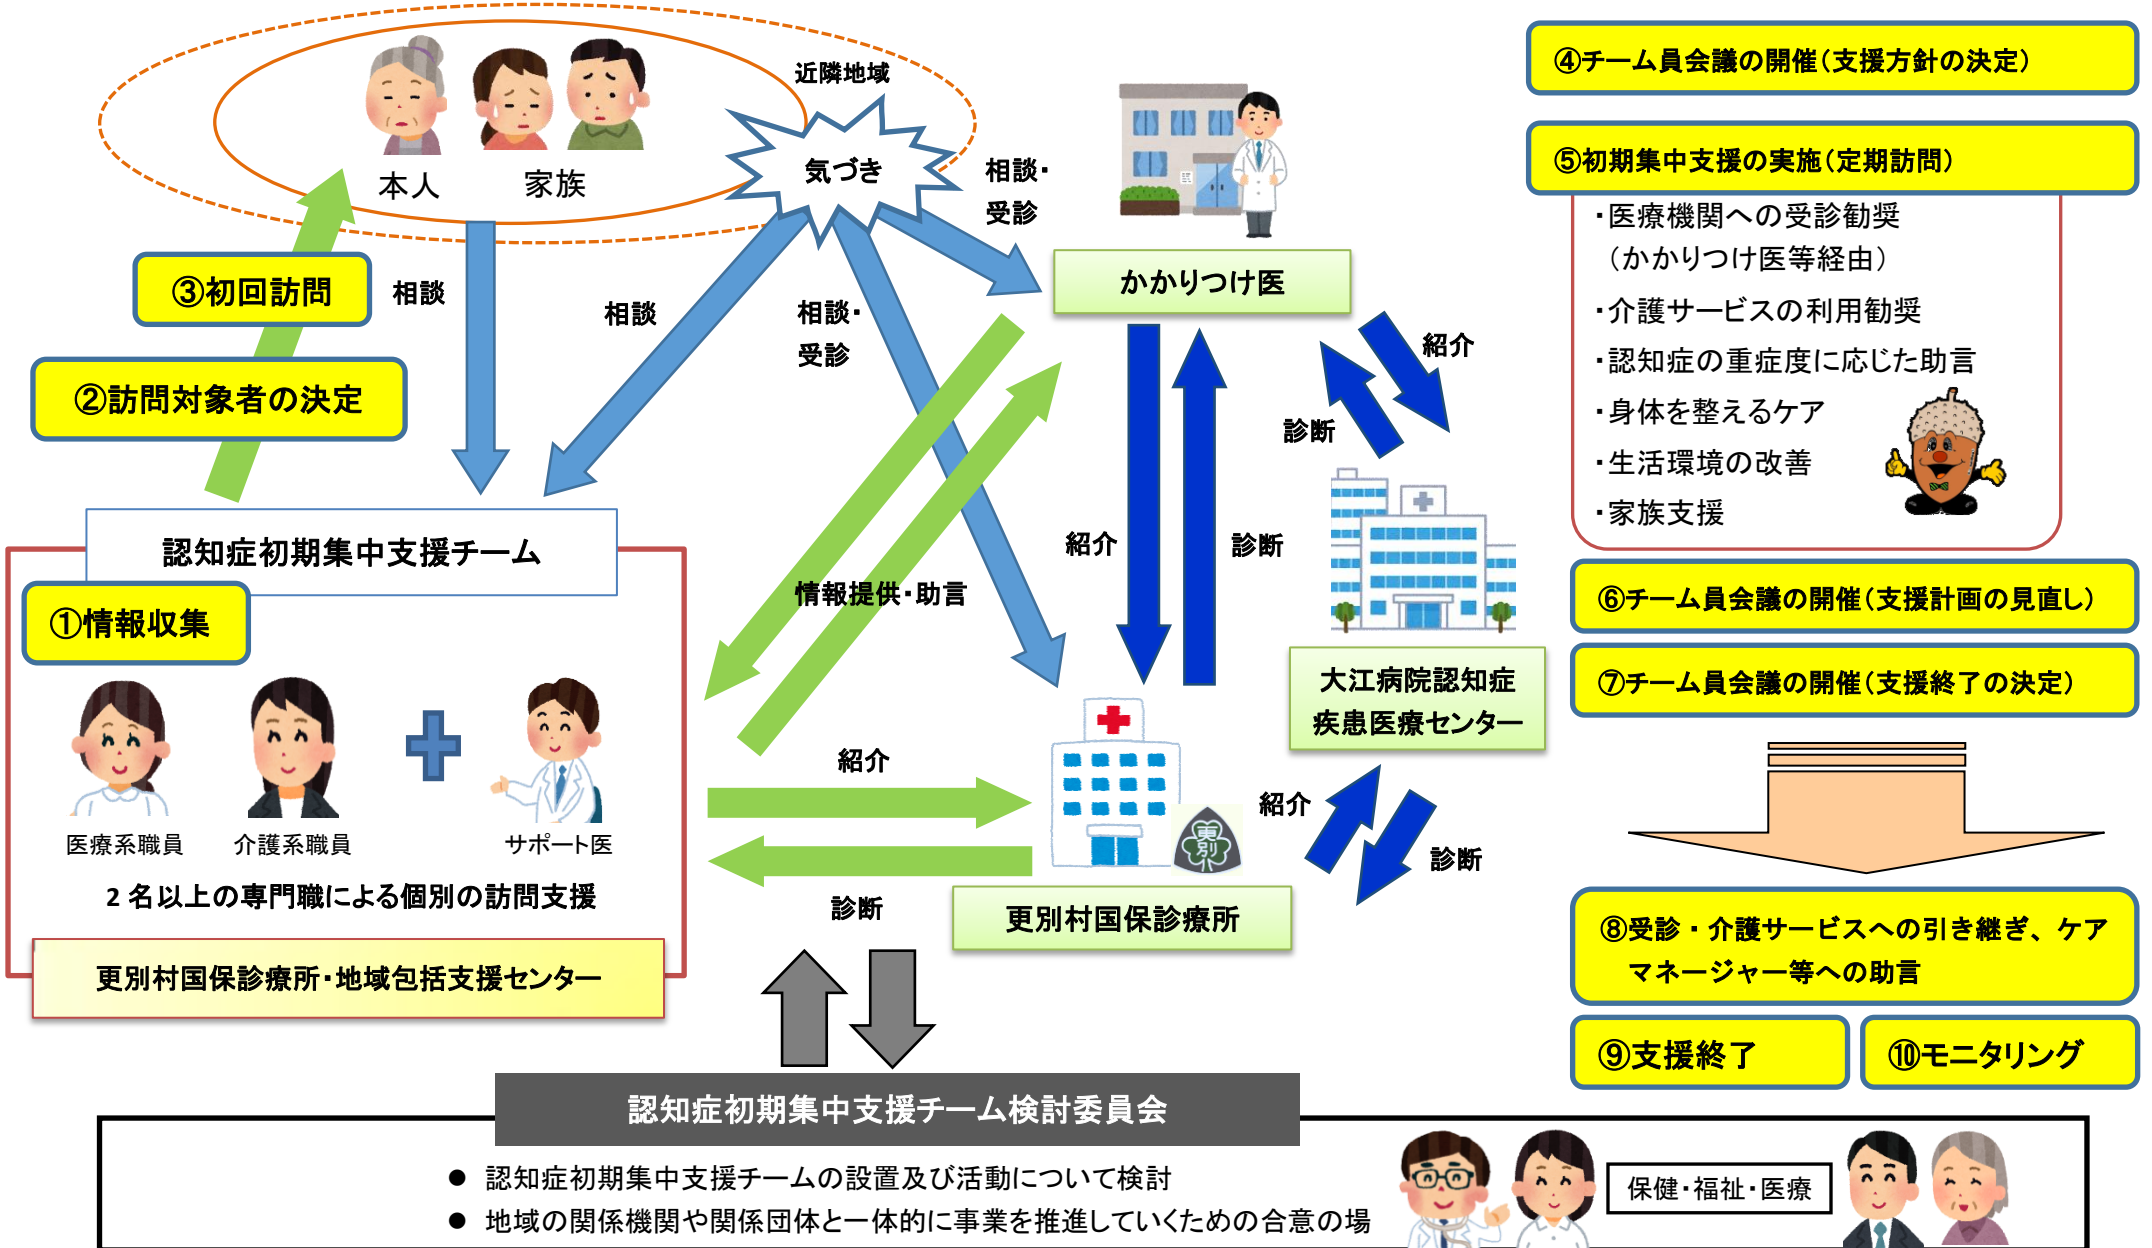 近隣地域
気づき
本人
家族
相談・
受診
かかりつけ医
③初回訪問
相談
相談
相談・
受診
②訪問対象者の決定
紹介
診断
認知症初期集中支援チーム
①情報収集
情報提供・助言
紹介
診断
大江病院認知症
疾患医療センター
医療系職員
介護系職員
サポート医
2 名以上の専門職による個別の訪問支援
更別村国保診療所・地域包括支援センター
紹介
診断
更別
更別村国保診療所
紹介
診断
④チーム員会議の開催（支援方針の決定）
⑤初期集中支援の実施（定期訪問）
・医療機関への受診勧奨
（かかりつけ医等経由）
・介護サービスの利用勧奨
・認知症の重症度に応じた助言
・身体を整えるケア
・生活環境の改善
・家族支援
⑥チーム員会議の開催（支援計画の見直し）
⑦チーム員会議の開催（支援終了の決定）
⑧受診・介護サービスへの引き継ぎ、ケア
マネージャー等への助言
⑨支援終了
⑩モニタリング
認知症初期集中支援チーム検討委員会
● 認知症初期集中支援チームの設置及び活動について検討
● 地域の関係機関や関係団体と一体的に事業を推進していくための合意の場
保健・福祉・医療